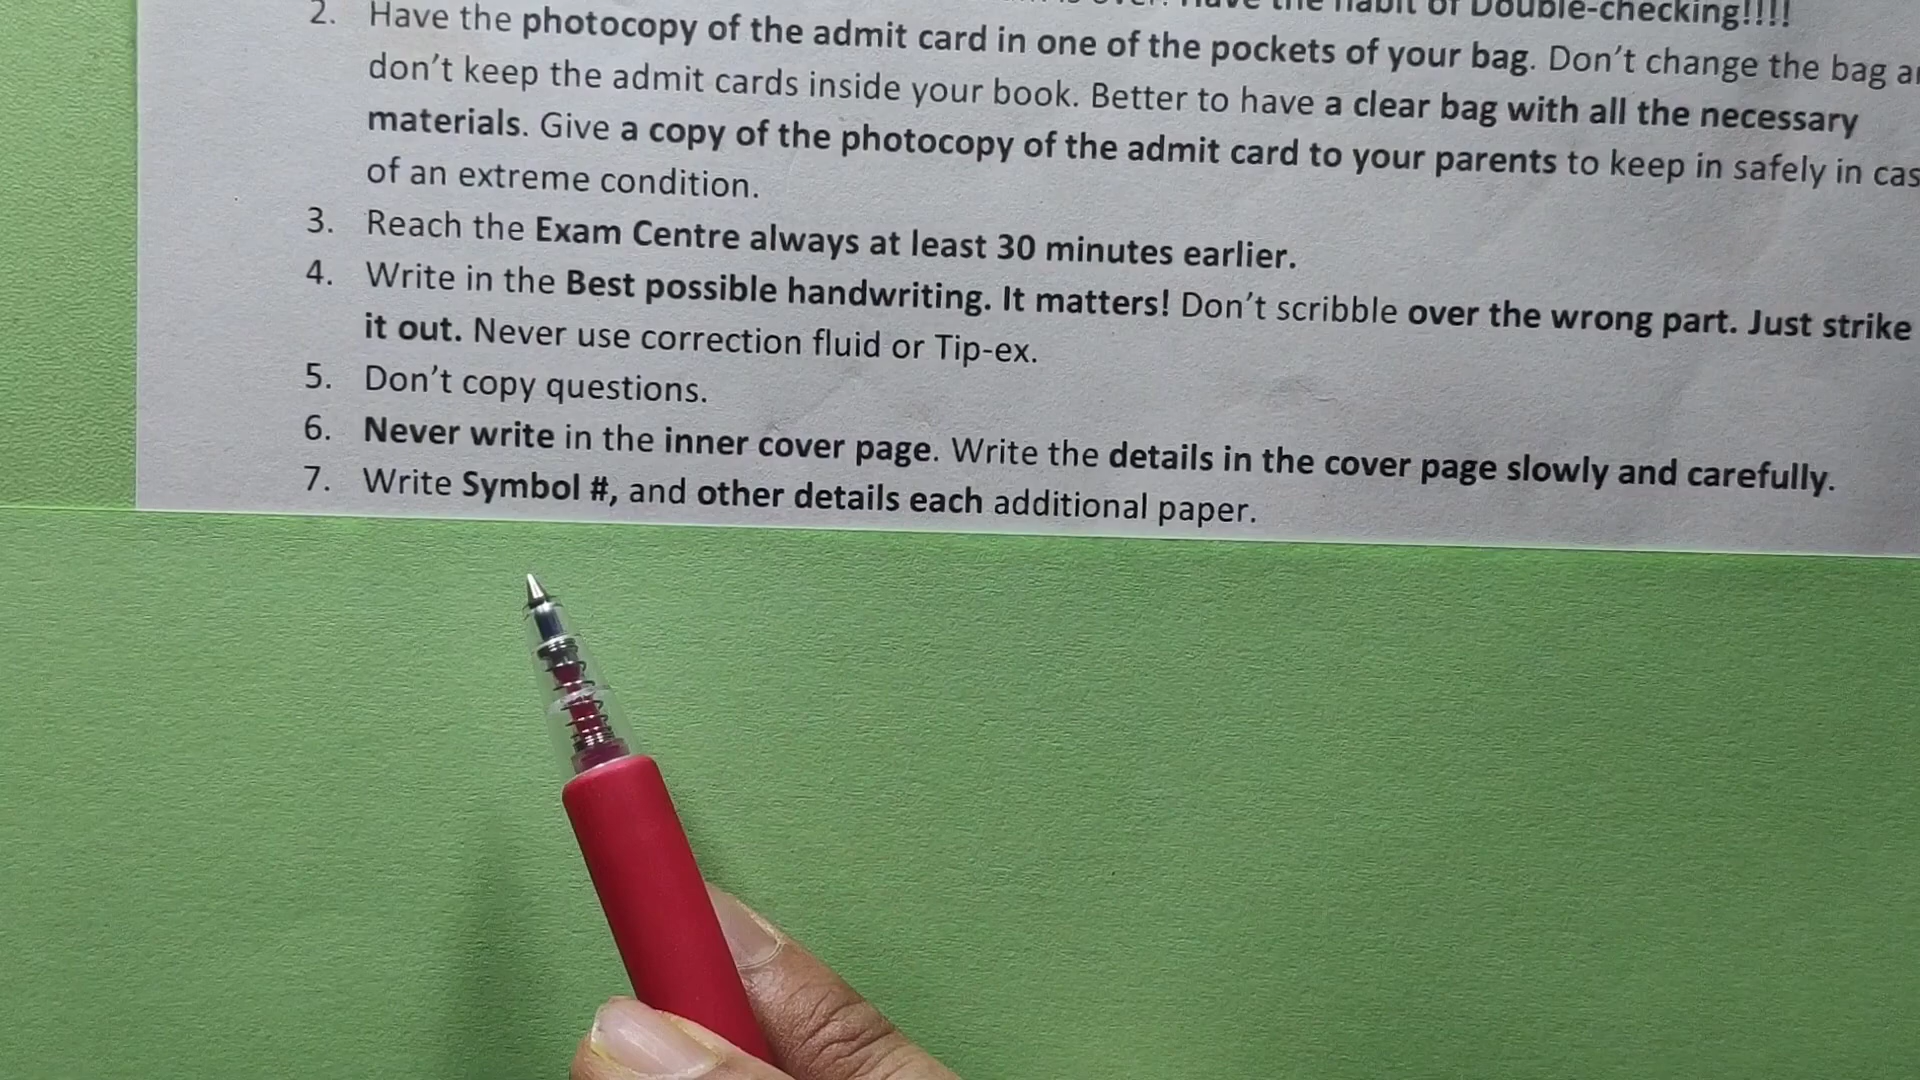 the habit of Double-checking!!!!
2. Have the photocopy of the admit card in one of the pockets of your bag. Don't change the bag
don't keep the admit cards inside your book. Better to have a clear bag with all the necessary
materials. Give a copy of the photocopy of the admit card to your parents to keep in safely in cas
of an extreme condition.
3. Reach the Exam Centre always at least 30 minutes earlier.
4. Write in the Best possible handwriting. It matters! Don't scribble over the wrong part. Just strike
it out. Never use correction fluid or Tip-ex.
5. Don't copy questions.
6. Never write in the inner cover page. Write the details in the cover page slowly and carefully.
7. Write Symbol #, and other details each additional paper.